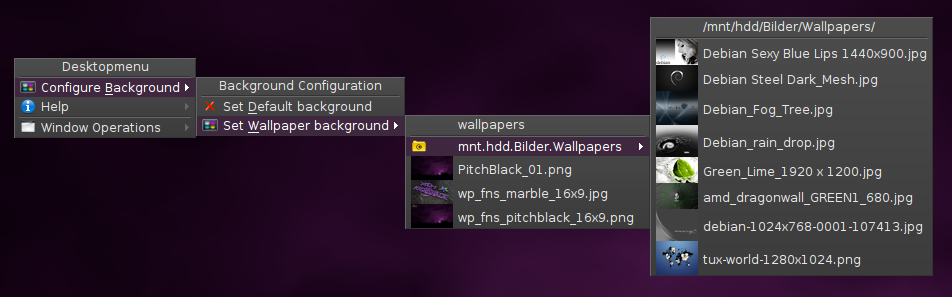 Desktopmenu
Configure Background
Help
Window Operations
Background Configuration
Set Default background
Set Wallpaper background
wallpapers
mnt.hdd.Bilder.Wallpapers
PitchBlack_01.png
wp_fns_marble_16x9.jpg
wp_fns_pitchblack_16x9.png
/mnt/hdd/Bilder/Wallpapers/
Debian Sexy Blue Lips 1440x900.jpg
Debian Steel Dark_Mesh.jpg
Debian_Fog_Tree.jpg
Debian_rain_drop.jpg
Green_Lime_1920 x 1200.jpg
amd_dragonwall_GREEN1_680.jpg
debian-1024x768-0001-107413.jpg
tux-world-1280x1024.png